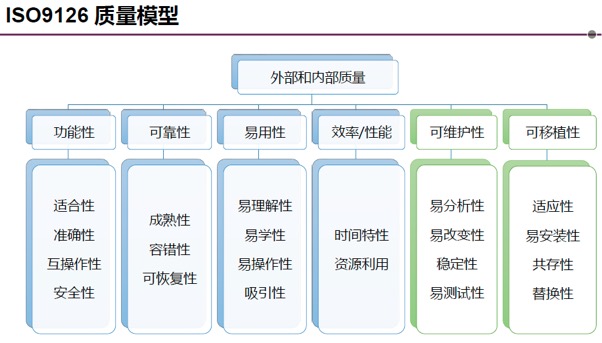 ISO9126 质量模型
外部和内部质量
功能性
可靠性
易用性
效率/性能
可维护性
可移植性
适合性
准确性
互操作性
安全性
成熟性
容错性
可恢复性
易理解性
易学性
易操作性
吸引性
时间特性
资源利用
易分析性
易改变性
稳定性
易测试性
适应性
易安装性
共存性
替换性